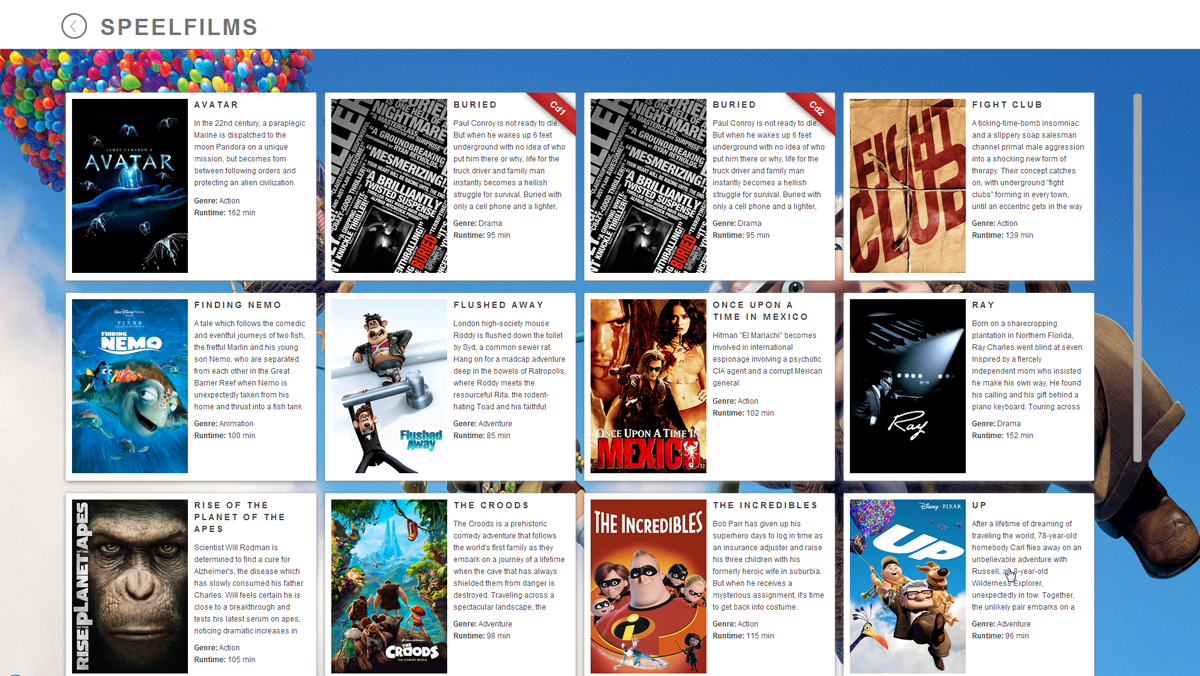 SPEELFILMS
JAMES CAMERON'S
AVATAR
AVATAR
In the 22nd century, a paraplegic
Marine is dispatched to the
moon Pandora on a unique
mission, but becomes torn
between following orders and
protecting an alien civilization.
Genre: Action
Runtime: 162 min
"A GROUNDBREAKING
"MESMERIZING
"A BRILLIANTLY
TWISTED SUSPENSE
BURIED
BURIED
Cd1
Paul Conroy is not ready to die.
But when he wakes up 6 feet
underground with no idea of who
put him there or why, life for the
truck driver and family man
instantly becomes a hellish
struggle for survival. Buried with
only a cell phone and a lighter,
Genre: Drama
Runtime: 95 min
"A GROUNDBREAKING
"MESMERIZING
"A BRILLIANTLY
TWISTED SUSPENSE
BURIED
BURIED
Cd2
Paul Conroy is not ready to die.
But when he wakes up 6 feet
underground with no idea of who
put him there or why, life for the
truck driver and family man
instantly becomes a hellish
struggle for survival. Buried with
only a cell phone and a lighter,
Genre: Drama
Runtime: 95 min
FIGHT
CLUB
FIGHT CLUB
A ticking-time-bomb insomniac
and a slippery soap salesman
channel primal male aggression
into a shocking new form of
therapy. Their concept catches
on, with underground "fight
clubs" forming in every town,
until an eccentric gets in the way
Genre: Action
Runtime: 139 min
PIXAR
FINDING
NEMO
FINDING NEMO
A tale which follows the comedic
and eventful journeys of two fish,
the fretful Marlin and his young
son Nemo, who are separated
from each other in the Great
Barrier Reef when Nemo is
unexpectedly taken from his
home and thrust into a fish tank
Genre: Animation
Runtime: 100 min
Flushed
Away
FLUSHED AWAY
London high-society mouse
Roddy is flushed down the toilet
by Syd, a common sewer rat.
Hang on for a madcap adventure
deep in the bowels of Ratropolis,
where Roddy meets the
resourceful Rita, the rodent-
hating Toad and his faithful
Genre: Adventure
Runtime: 85 min
ONCE UPON A TIME IN
MEXICO
ONCE UPON A
TIME IN MEXICO
Hitman "El Mariachi" becomes
involved in international
espionage involving a psychotic
CIA agent and a corrupt Mexican
general.
Genre: Action
Runtime: 102 min
Ray
RAY
Born on a sharecropping
plantation in Northern Florida,
Ray Charles went blind at seven.
Inspired by a fiercely
independent mom who insisted
he make his own way, He found
his calling and his gift behind a
piano keyboard. Touring across
Genre: Drama
Runtime: 152 min
RISE PLANET APES
RISE OF THE
PLANET OF THE
APES
Scientist Will Rodman is
determined to find a cure for
Alzheimer's, the disease which
has slowly consumed his father
Charles. Will feels certain he is
close to a breakthrough and
tests his latest serum on apes,
noticing dramatic increases in
Genre: Action
Runtime: 105 min
THE CROODS
THE CROODS
The Croods is a prehistoric
comedy adventure that follows
the world's first family as they
embark on a journey of a lifetime
when the cave that has always
shielded them from danger is
destroyed. Traveling across a
spectacular landscape, the
Genre: Adventure
Runtime: 98 min
THE INCREDIBLES
THE INCREDIBLES
Bob Parr has given up his
superhero days to log in time as
an insurance adjuster and raise
his three children with his
formerly heroic wife in suburbia.
But when he receives a
mysterious assignment, it's time
to get back into costume.
Genre: Action
Runtime: 115 min
Disney · PIXAR
UP
UP
After a lifetime of dreaming of
traveling the world, 78-year-old
homebody Carl flies away on an
unbelievable adventure with
Russell, an 8-year-old
Wilderness Explorer,
unexpectedly in tow. Together,
the unlikely pair embarks on a
Genre: Adventure
Runtime: 96 min